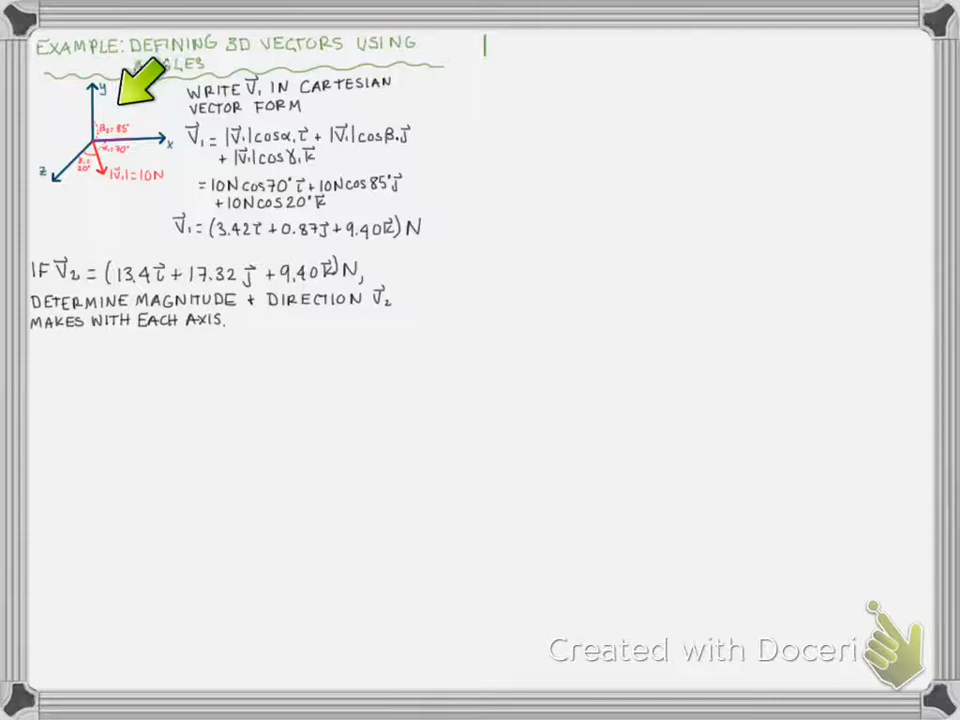 EXAMPLE: DEFINING 3D VECTORS USING
y
β₂=85°
α₁=70°
x
z
20°
|V⃗₁|=10N
WRITE V⃗₁ IN CARTESIAN
VECTOR FORM
V⃗₁ = |V⃗₁|cosα₁ i⃗ + |V⃗₁|cosβ₁ j⃗
+ |V⃗₁|cosγ₁ k⃗
= 10N cos70° i⃗ + 10N cos85° j⃗
+ 10N cos20° k⃗
V⃗₁ = (3.42 i⃗ + 0.87 j⃗ + 9.40 k⃗) N
IF V⃗₂ = (13.4 i⃗ + 17.32 j⃗ + 9.40 k⃗) N,
DETERMINE MAGNITUDE + DIRECTION V⃗₂
MAKES WITH EACH AXIS.
Created with Doceri